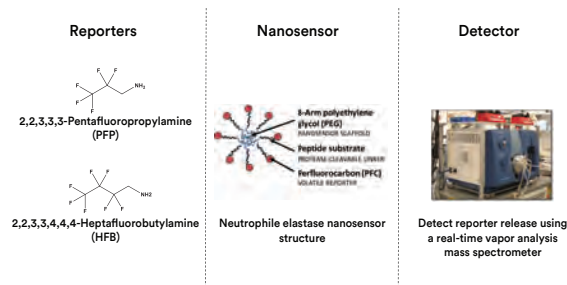 Reporters
F
F
F
F
F
NH₂
2,2,3,3,3-Pentafluoropropylamine
(PFP)
F
F
F
F
F
F
F
NH2
2,2,3,3,4,4,4-Heptafluorobutylamine
(HFB)
Nanosensor
8-Arm polyethylene
glycol (PEG)
NANOSENSOR SCAFFOLD
Peptide substrate
PROTEASE CLEAVABLE LINKER
Perfluorocarbon (PFC)
VOLATILE REPORTER
Neutrophile elastase nanosensor
structure
Detector
Detect reporter release using
a real-time vapor analysis
mass spectrometer